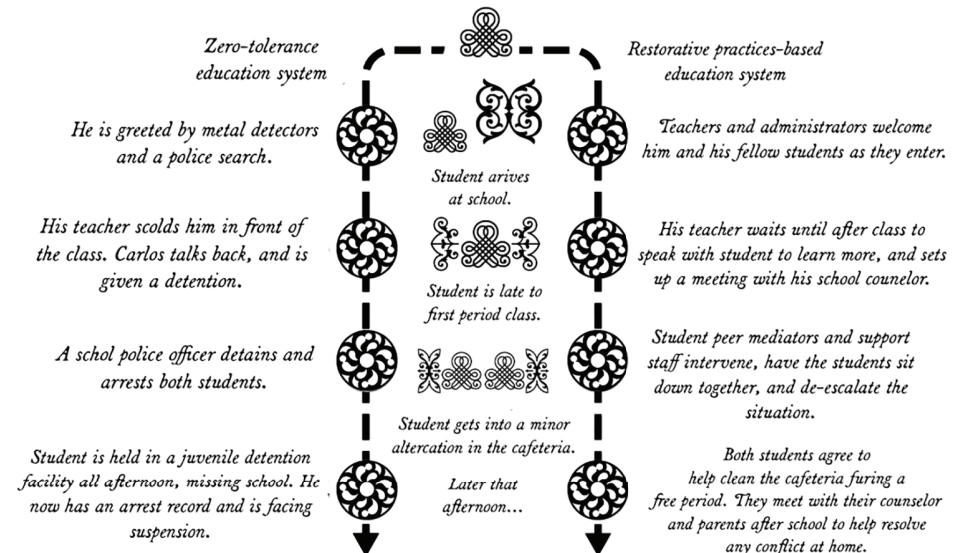 Zero-tolerance
education system
Restorative practices-based
education system
He is greeted by metal detectors
and a police search.
Student arives
at school.
Teachers and administrators welcome
him and his fellow students as they enter.
His teacher scolds him in front of
the class. Carlos talks back, and is
given a detention.
Student is late to
first period class.
His teacher waits until after class to
speak with student to learn more, and sets
up a meeting with his school counelor.
A schol police officer detains and
arrests both students.
Student gets into a minor
altercation in the cafeteria.
Student peer mediators and support
staff intervene, have the students sit
down together, and de-escalate the
situation.
Student is held in a juvenile detention
facility all afternoon, missing school. He
now has an arrest record and is facing
suspension.
Later that
afternoon...
Both students agree to
help clean the cafeteria furing a
free period. They meet with their counselor
and parents after school to help resolve
any conflict at home.